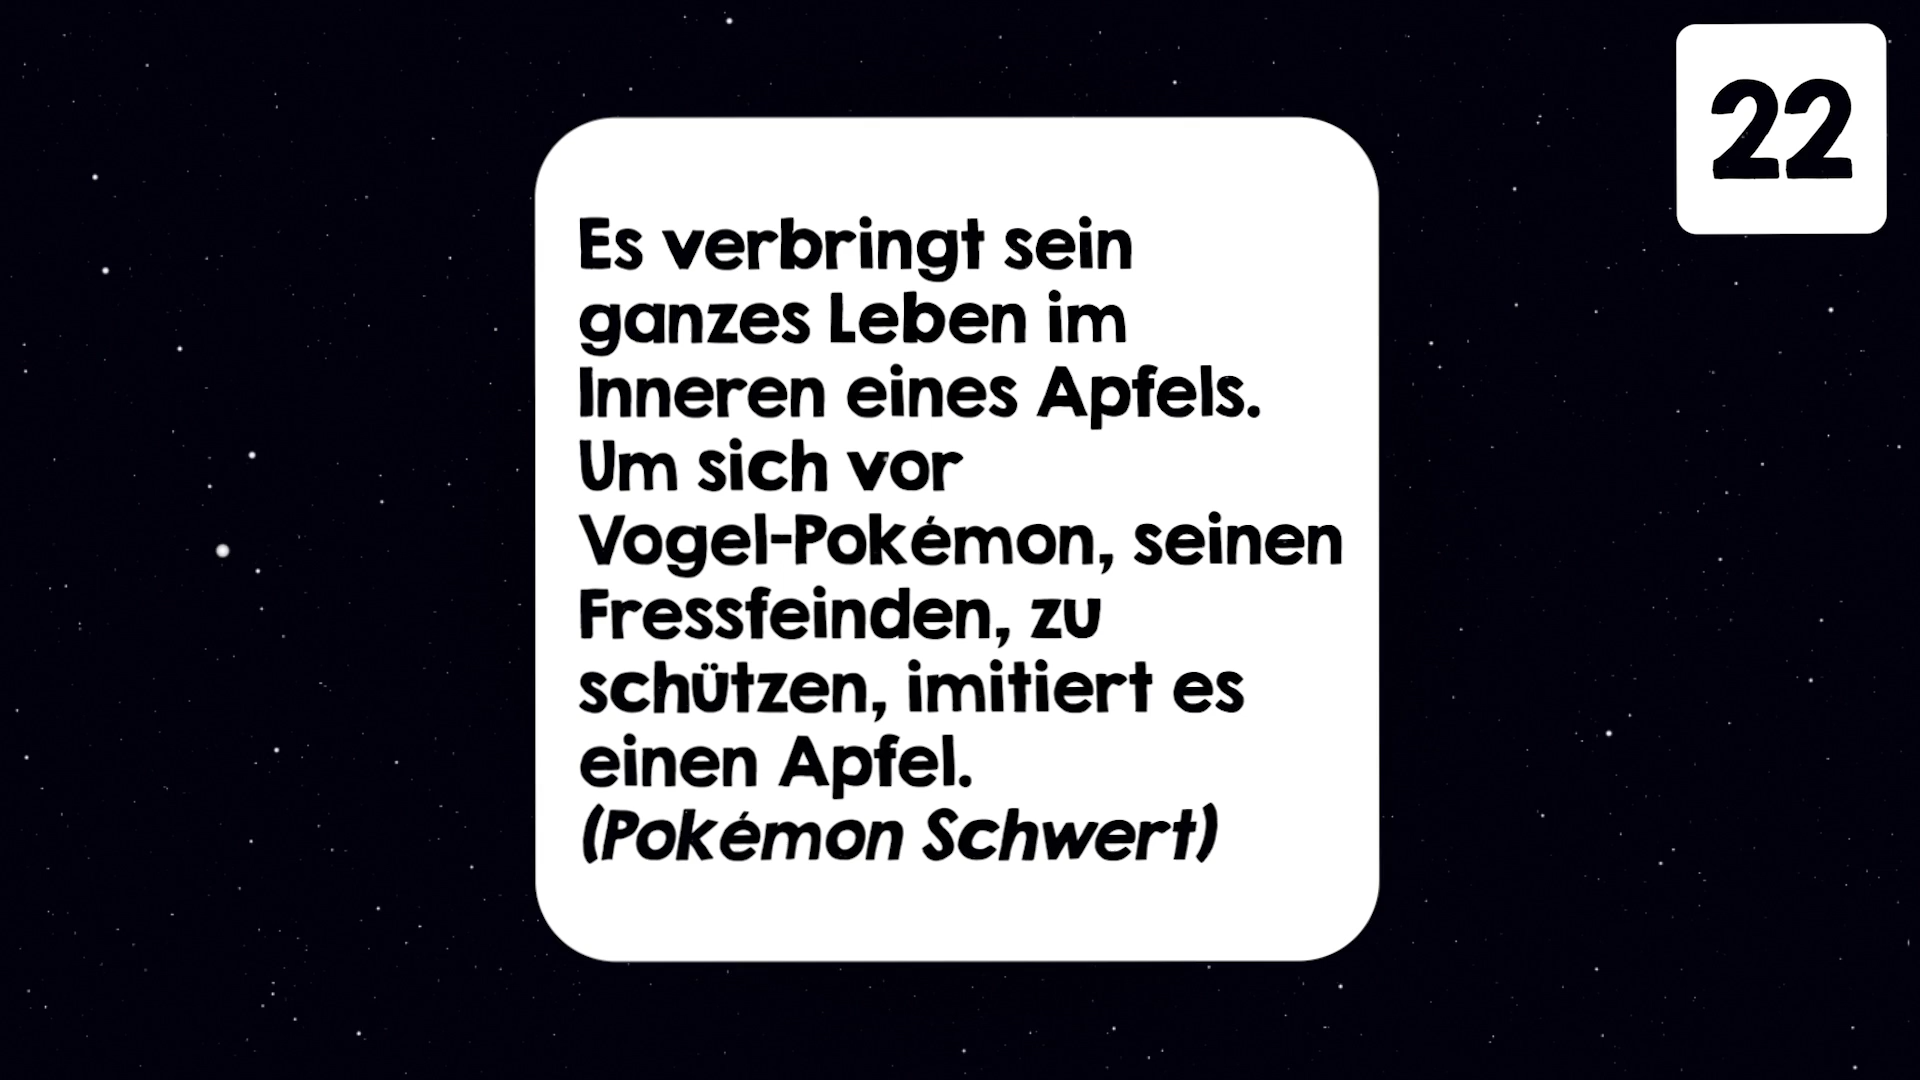 22
Es verbringt sein
ganzes Leben im
Inneren eines Apfels.
Um sich vor
Vogel-Pokémon, seinen
Fressfeinden, zu
schützen, imitiert es
einen Apfel.
(Pokémon Schwert)